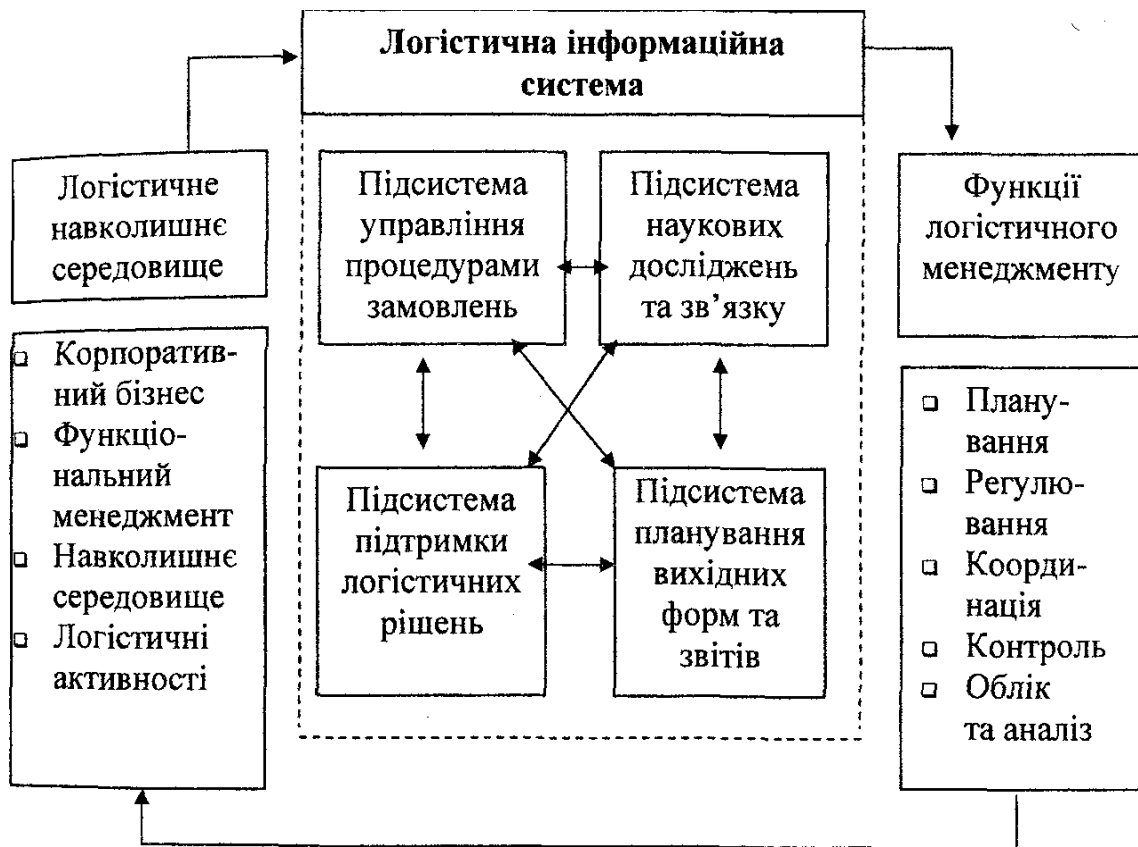 Логістична інформаційна
система
Логістичне
навколишнє
середовище
Корпоратив-
ний бізнес
Функціо-
нальний
менеджмент
Навколишнє
середовище
Логістичні
активності
Підсистема
управління
процедурами
замовлень
Підсистема
наукових
досліджень
та зв’язку
Підсистема
підтримки
логістичних
рішень
Підсистема
планування
вихідних
форм та
звітів
Функції
логістичного
менеджменту
Плану-
вання
Регулю-
вання
Коорди-
нація
Контроль
Облік
та аналіз